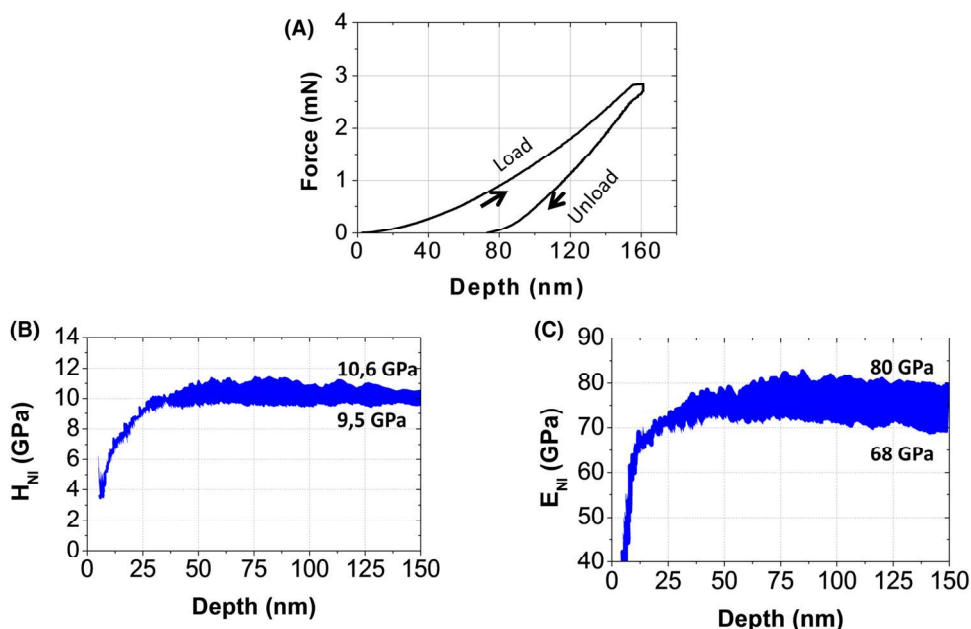 (A)
4
3
2
1
0
Force (mN)
Load
Unload
0 40 80 120 160
Depth (nm)
(B)
14
12
10
8
6
4
2
0
H_NI (GPa)
10,6 GPa
9,5 GPa
0 25 50 75 100 125 150
Depth (nm)
(C)
90
80
70
60
50
40
E_NI (GPa)
80 GPa
68 GPa
0 25 50 75 100 125 150
Depth (nm)